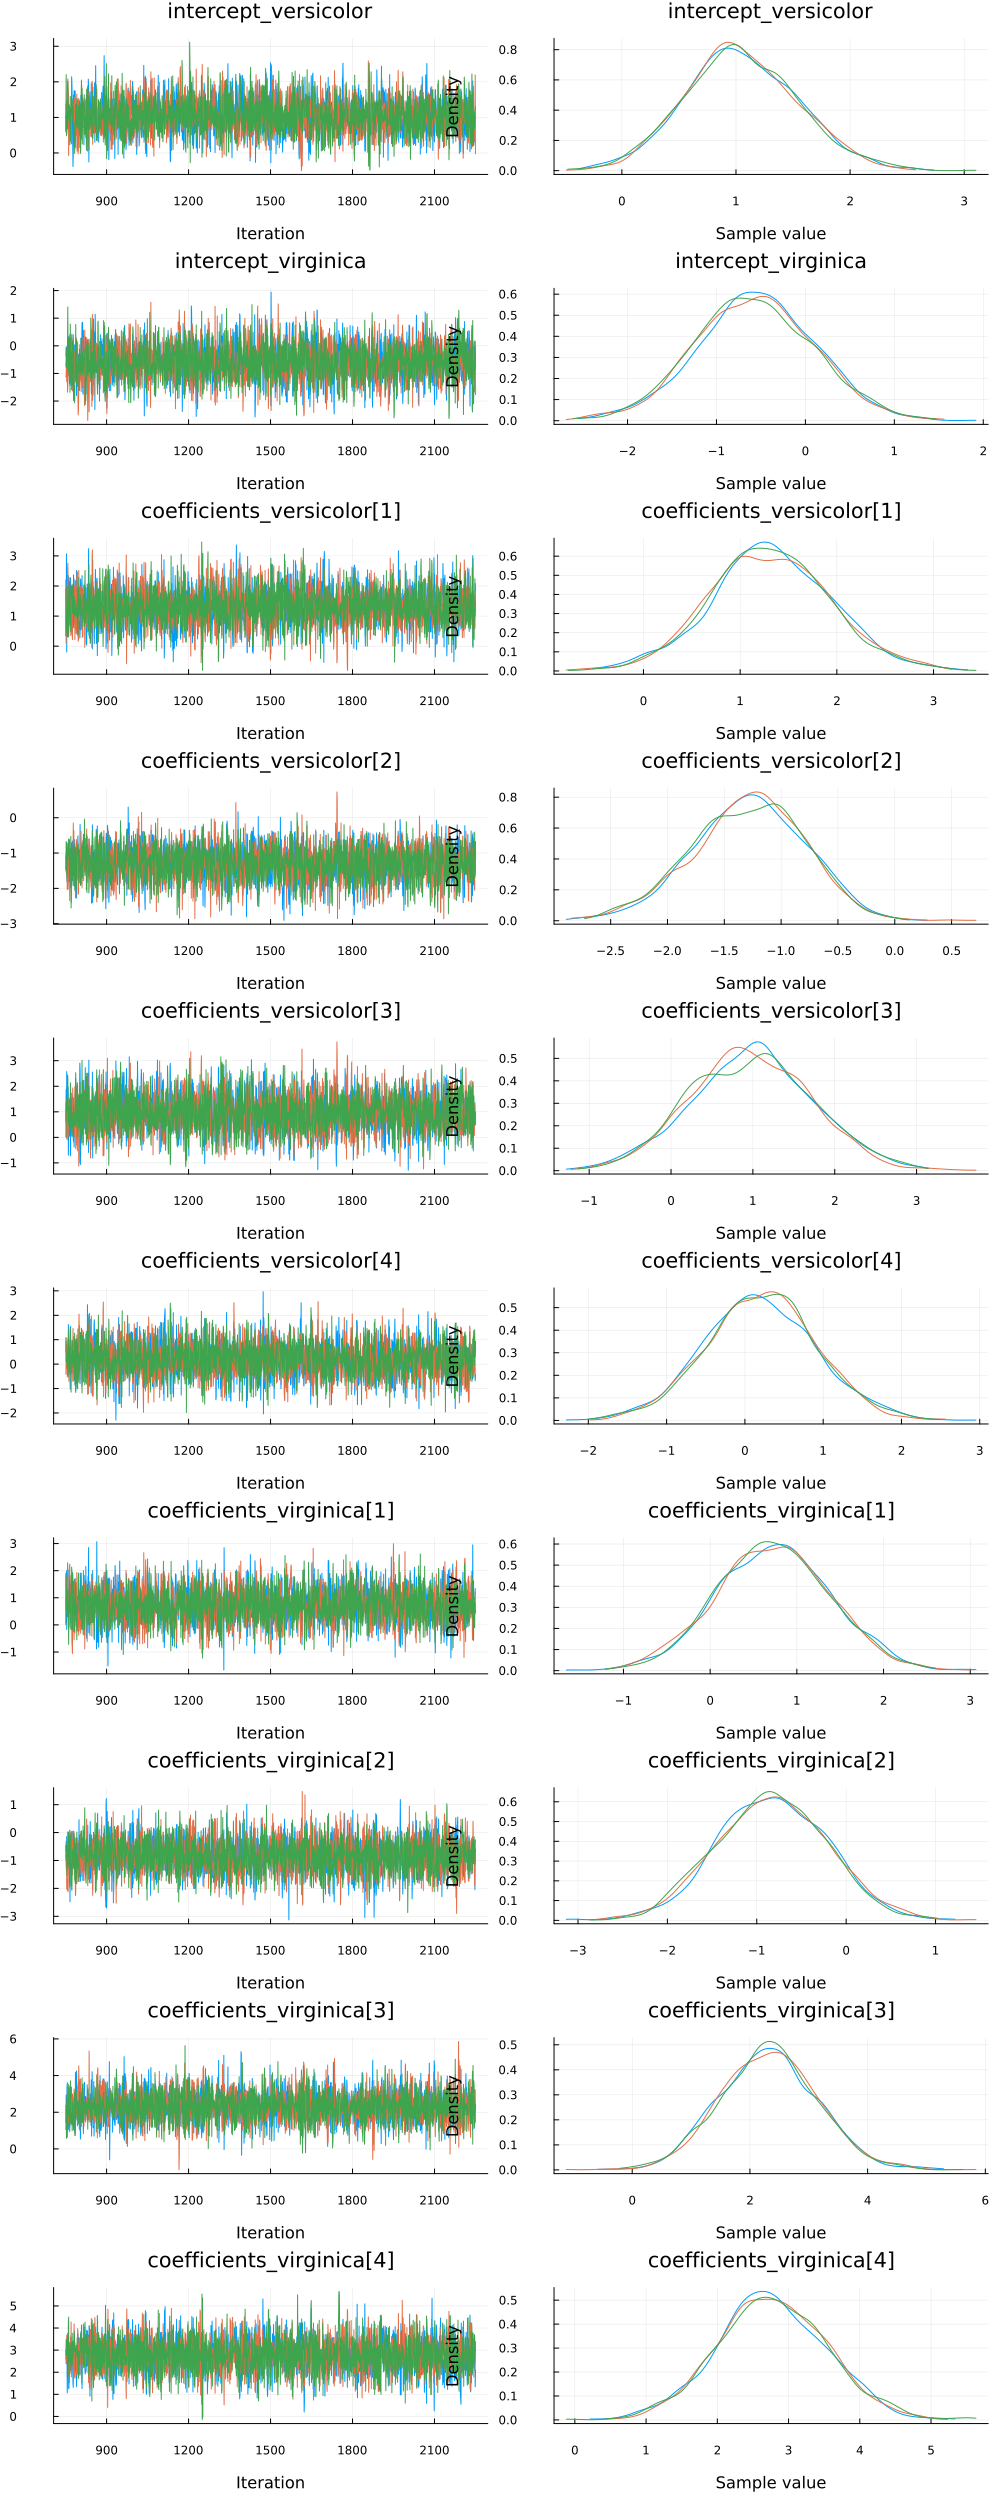 intercept_versicolor
3
2
1
0
900 1200 1500 1800 2100
Iteration
intercept_versicolor
Density
0.8
0.6
0.4
0.2
0.0
0 1 2 3
Sample value
intercept_virginica
2
1
0
−1
−2
900 1200 1500 1800 2100
Iteration
intercept_virginica
Density
0.6
0.5
0.4
0.3
0.2
0.1
0.0
−2 −1 0 1 2
Sample value
coefficients_versicolor[1]
3
2
1
0
900 1200 1500 1800 2100
Iteration
coefficients_versicolor[1]
Density
0.6
0.5
0.4
0.3
0.2
0.1
0.0
0 1 2 3
Sample value
coefficients_versicolor[2]
0
−1
−2
−3
900 1200 1500 1800 2100
Iteration
coefficients_versicolor[2]
Density
0.8
0.6
0.4
0.2
0.0
−2.5 −2.0 −1.5 −1.0 −0.5 0.0 0.5
Sample value
coefficients_versicolor[3]
3
2
1
0
−1
900 1200 1500 1800 2100
Iteration
coefficients_versicolor[3]
Density
0.5
0.4
0.3
0.2
0.1
0.0
−1 0 1 2 3
Sample value
coefficients_versicolor[4]
3
2
1
0
−1
−2
900 1200 1500 1800 2100
Iteration
coefficients_versicolor[4]
Density
0.5
0.4
0.3
0.2
0.1
0.0
−2 −1 0 1 2 3
Sample value
coefficients_virginica[1]
3
2
1
0
−1
900 1200 1500 1800 2100
Iteration
coefficients_virginica[1]
Density
0.6
0.5
0.4
0.3
0.2
0.1
0.0
−1 0 1 2 3
Sample value
coefficients_virginica[2]
1
0
−1
−2
−3
900 1200 1500 1800 2100
Iteration
coefficients_virginica[2]
Density
0.6
0.5
0.4
0.3
0.2
0.1
0.0
−3 −2 −1 0 1
Sample value
coefficients_virginica[3]
6
4
2
0
900 1200 1500 1800 2100
Iteration
coefficients_virginica[3]
Density
0.5
0.4
0.3
0.2
0.1
0.0
0 2 4 6
Sample value
coefficients_virginica[4]
5
4
3
2
1
0
900 1200 1500 1800 2100
Iteration
coefficients_virginica[4]
Density
0.5
0.4
0.3
0.2
0.1
0.0
0 1 2 3 4 5
Sample value